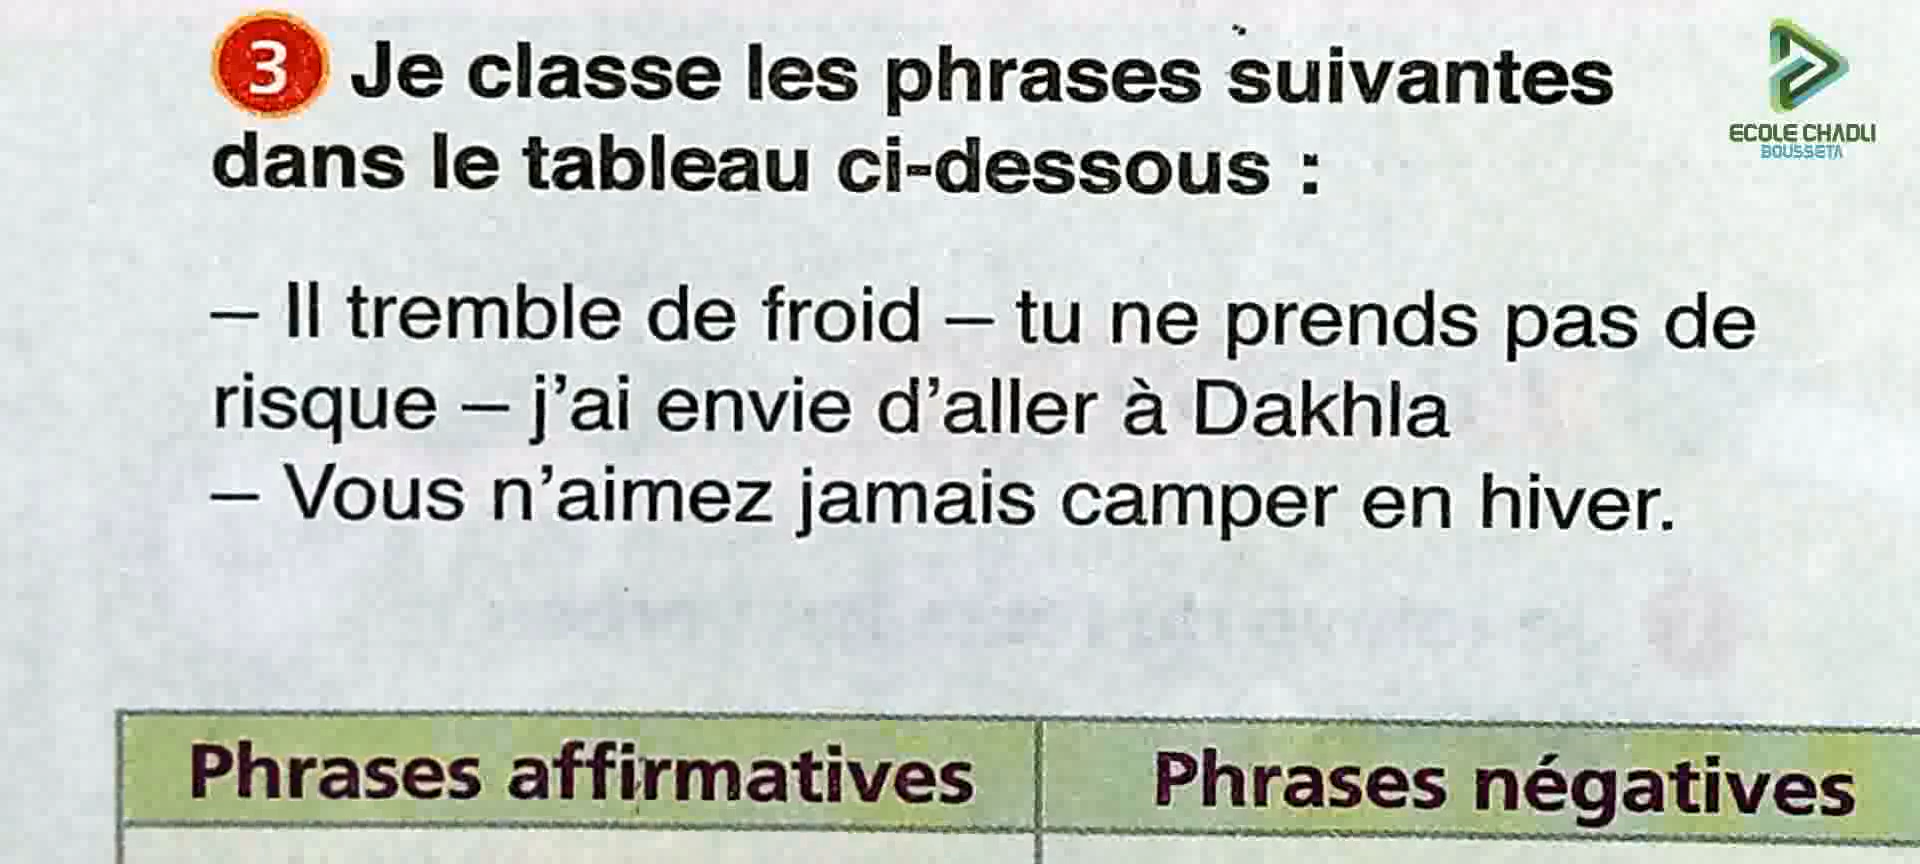 3 Je classe les phrases suivantes
dans le tableau ci-dessous :
ECOLE CHADLI
BOUSSETA
– Il tremble de froid – tu ne prends pas de
risque – j’ai envie d’aller à Dakhla
– Vous n’aimez jamais camper en hiver.
Phrases affirmatives
Phrases négatives